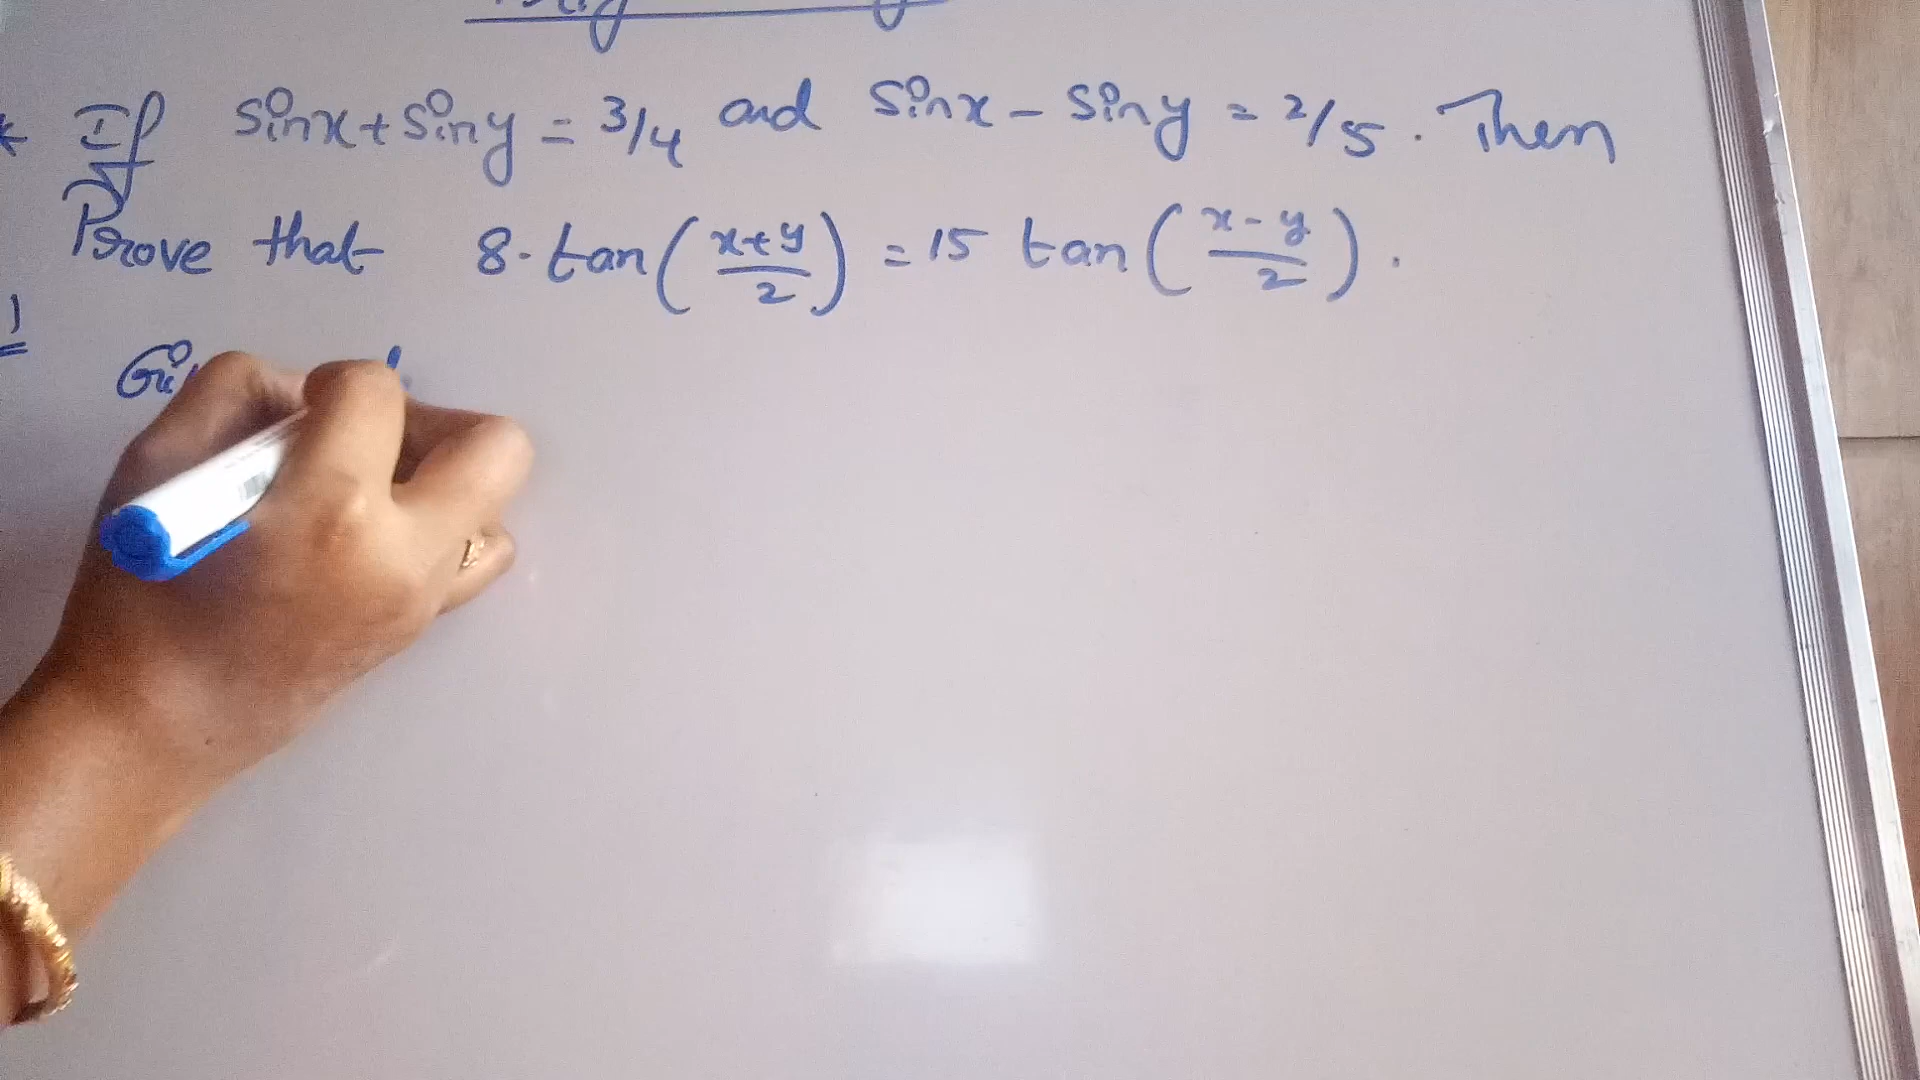 * If sinx + siny = 3/4 and sinx - siny = 2/5. Then
Prove that 8. tan(x+y/2) = 15 tan(x-y/2).